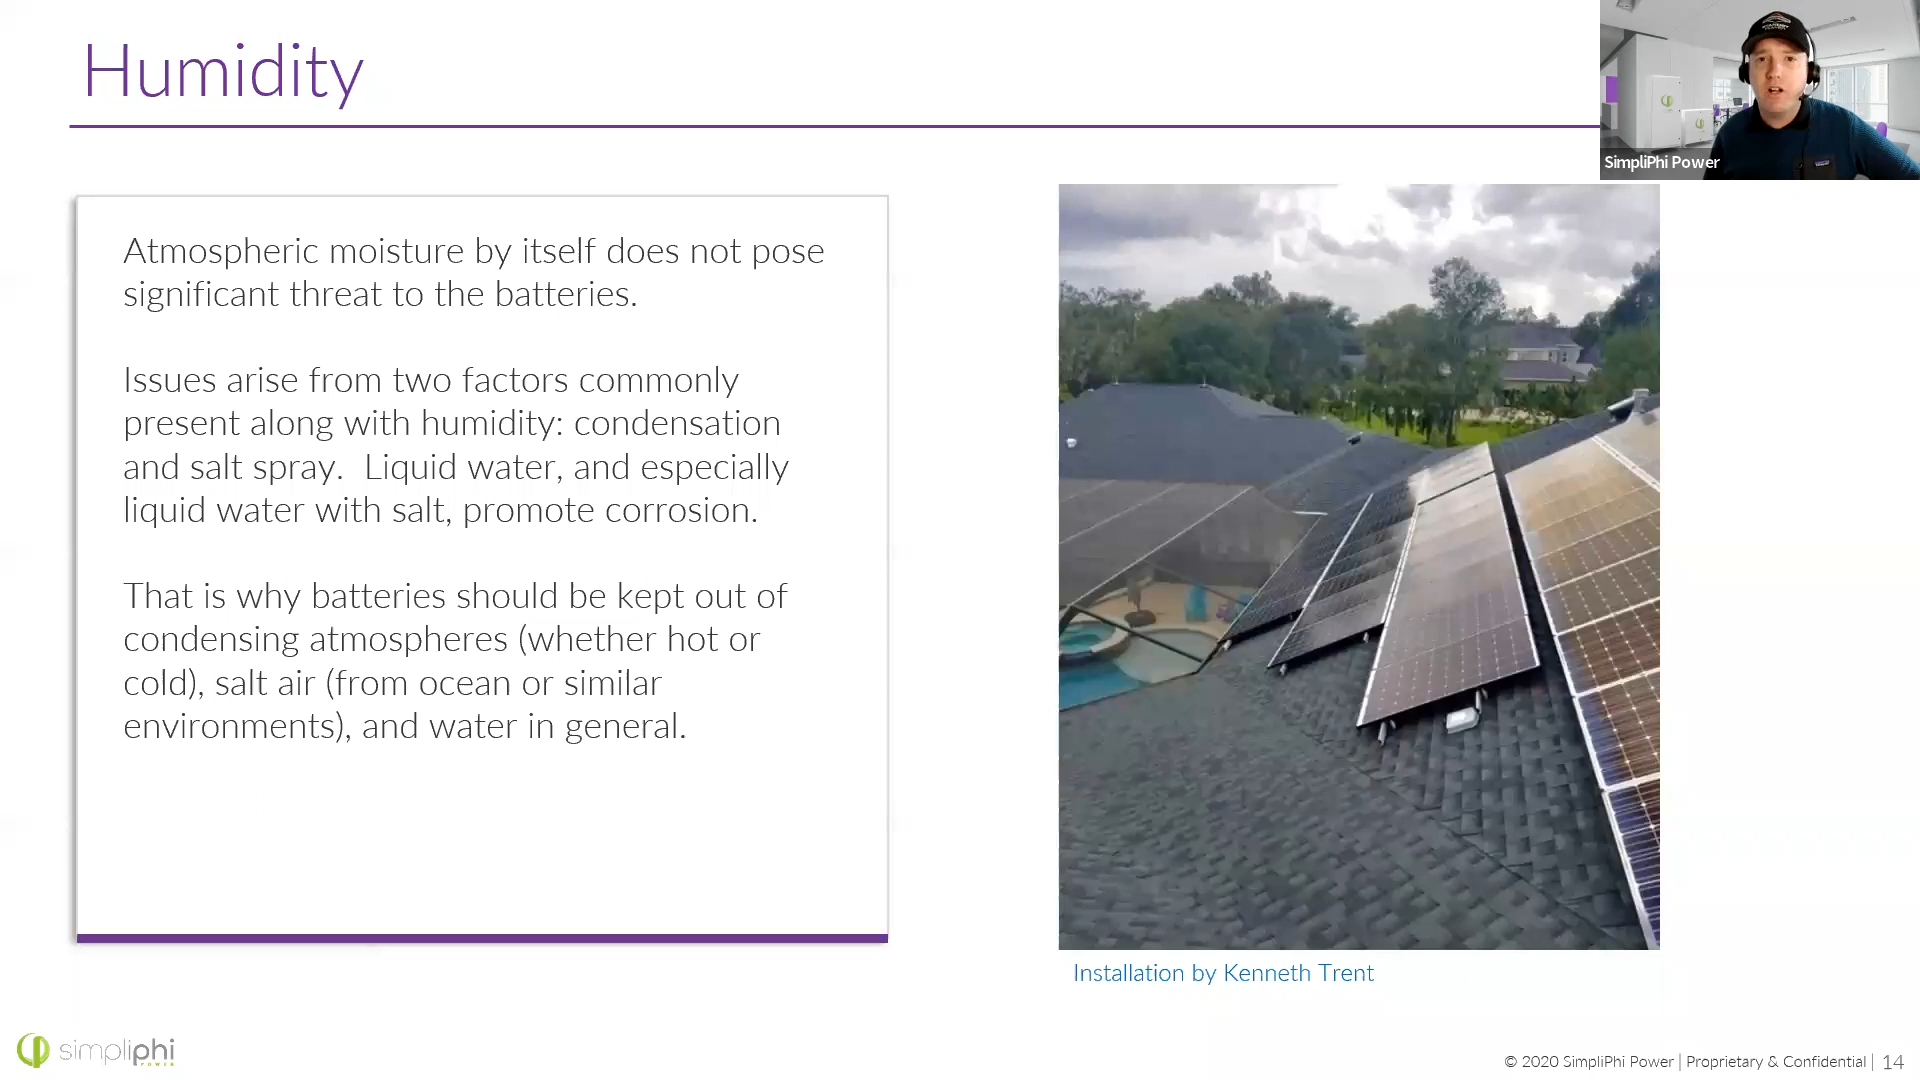 Humidity
SimpliPhi Power
Atmospheric moisture by itself does not pose
significant threat to the batteries.
Issues arise from two factors commonly
present along with humidity: condensation
and salt spray.  Liquid water, and especially
liquid water with salt, promote corrosion.
That is why batteries should be kept out of
condensing atmospheres (whether hot or
cold), salt air (from ocean or similar
environments), and water in general.
Installation by Kenneth Trent
simpliphi
POWER
© 2020 SimpliPhi Power | Proprietary & Confidential | 14